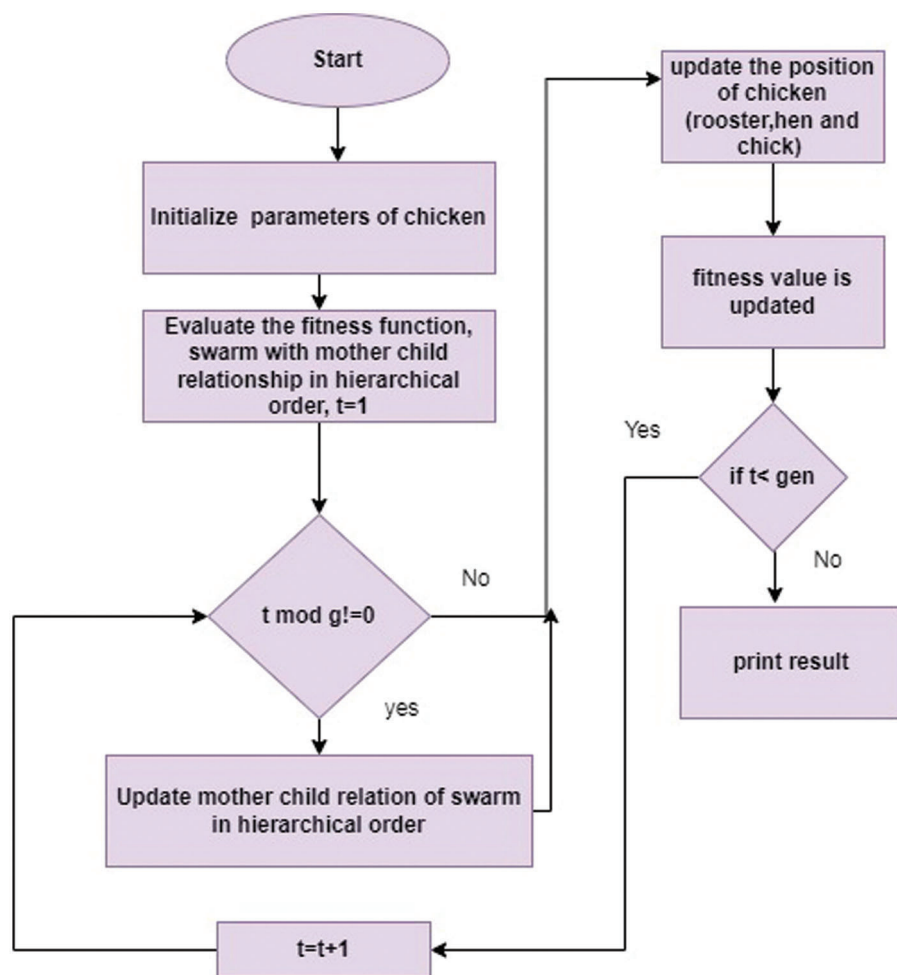 Start
Initialize parameters of chicken
Evaluate the fitness function,
swarm with mother child
relationship in hierarchical
order, t=1
t mod g!=0
No
yes
Update mother child relation of swarm
in hierarchical order
t=t+1
update the position
of chicken
(rooster,hen and
chick)
fitness value is
updated
Yes
if t< gen
No
print result